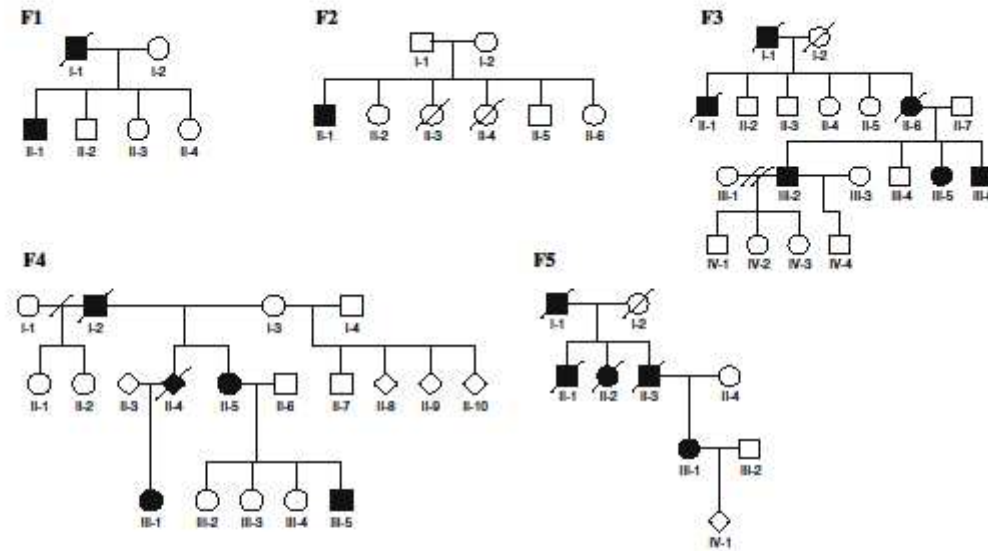 F1
F2
F3
I-1 I-2
I-1 I-2
I-1 I-2
II-1 II-2 II-3 II-4
II-1 II-2 II-3 II-4 II-5 II-6
II-1 II-2 II-3 II-4 II-5 II-6 II-7
III-1 III-2 III-3 III-4 III-5
IV-1 IV-2 IV-3 IV-4
F4
F5
I-1 I-2 I-3 I-4
I-1 I-2
II-1 II-2 II-3 II-4 II-5 II-6 II-7 II-8 II-9 II-10
II-1 II-2 II-3 II-4
III-1 III-2
III-1 III-2 III-3 III-4 III-5
IV-1